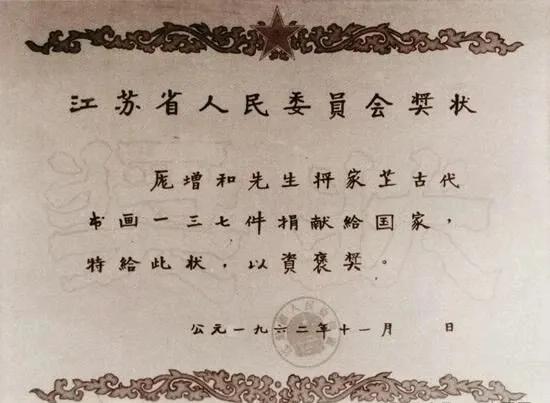 江苏省人民委員会奬状
厐增和先生将家藏古代
书画一三七件捐献給国家，
特給此状，以資褒奬。
公元一九六二年十一月 日